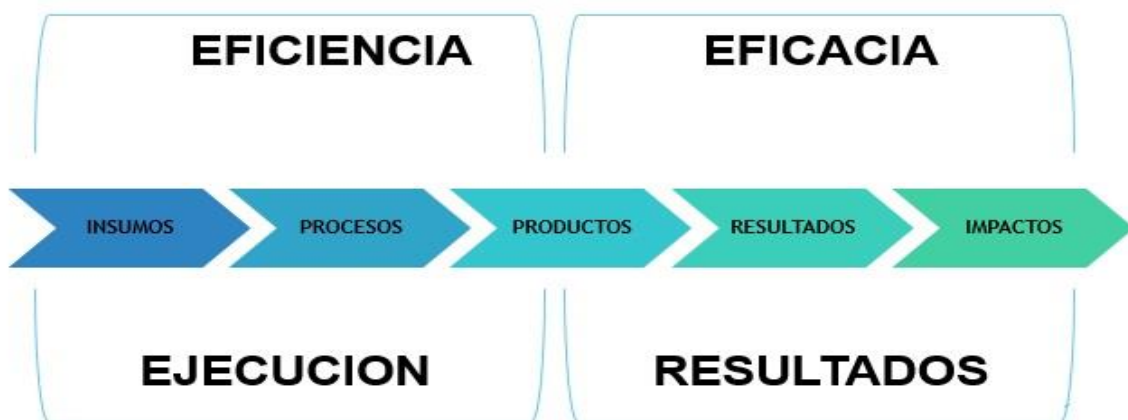 EFICIENCIA EFICACIA
INSUMOS PROCESOS PRODUCTOS RESULTADOS IMPACTOS
EJECUCION RESULTADOS